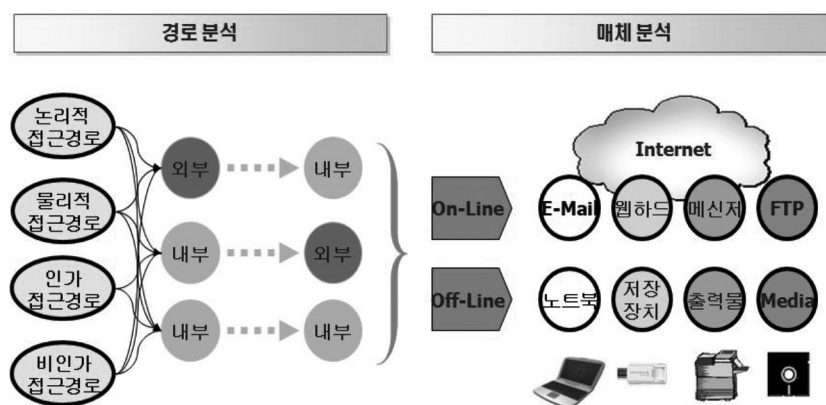 경로 분석
논리적
접근경로
물리적
접근경로
인가
접근경로
비인가
접근경로
외부
내부
내부
외부
내부
내부
매체 분석
Internet
On-Line
E-Mail
웹하드
메신저
FTP
Off-Line
노트북
저장
장치
출력물
Media